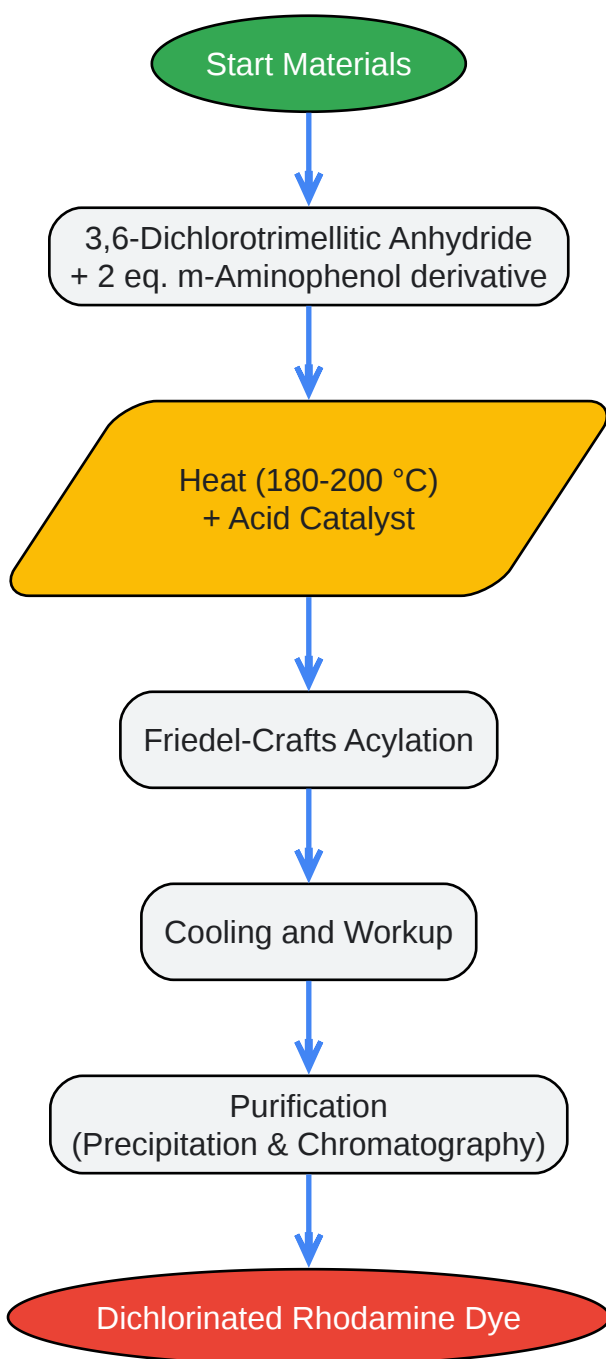 Start Materials
3,6-Dichlorotrimellitic Anhydride
+ 2 eq. m-Aminophenol derivative
Heat (180-200 °C)
+ Acid Catalyst
Friedel-Crafts Acylation
Cooling and Workup
Purification
(Precipitation & Chromatography)
Dichlorinated Rhodamine Dye